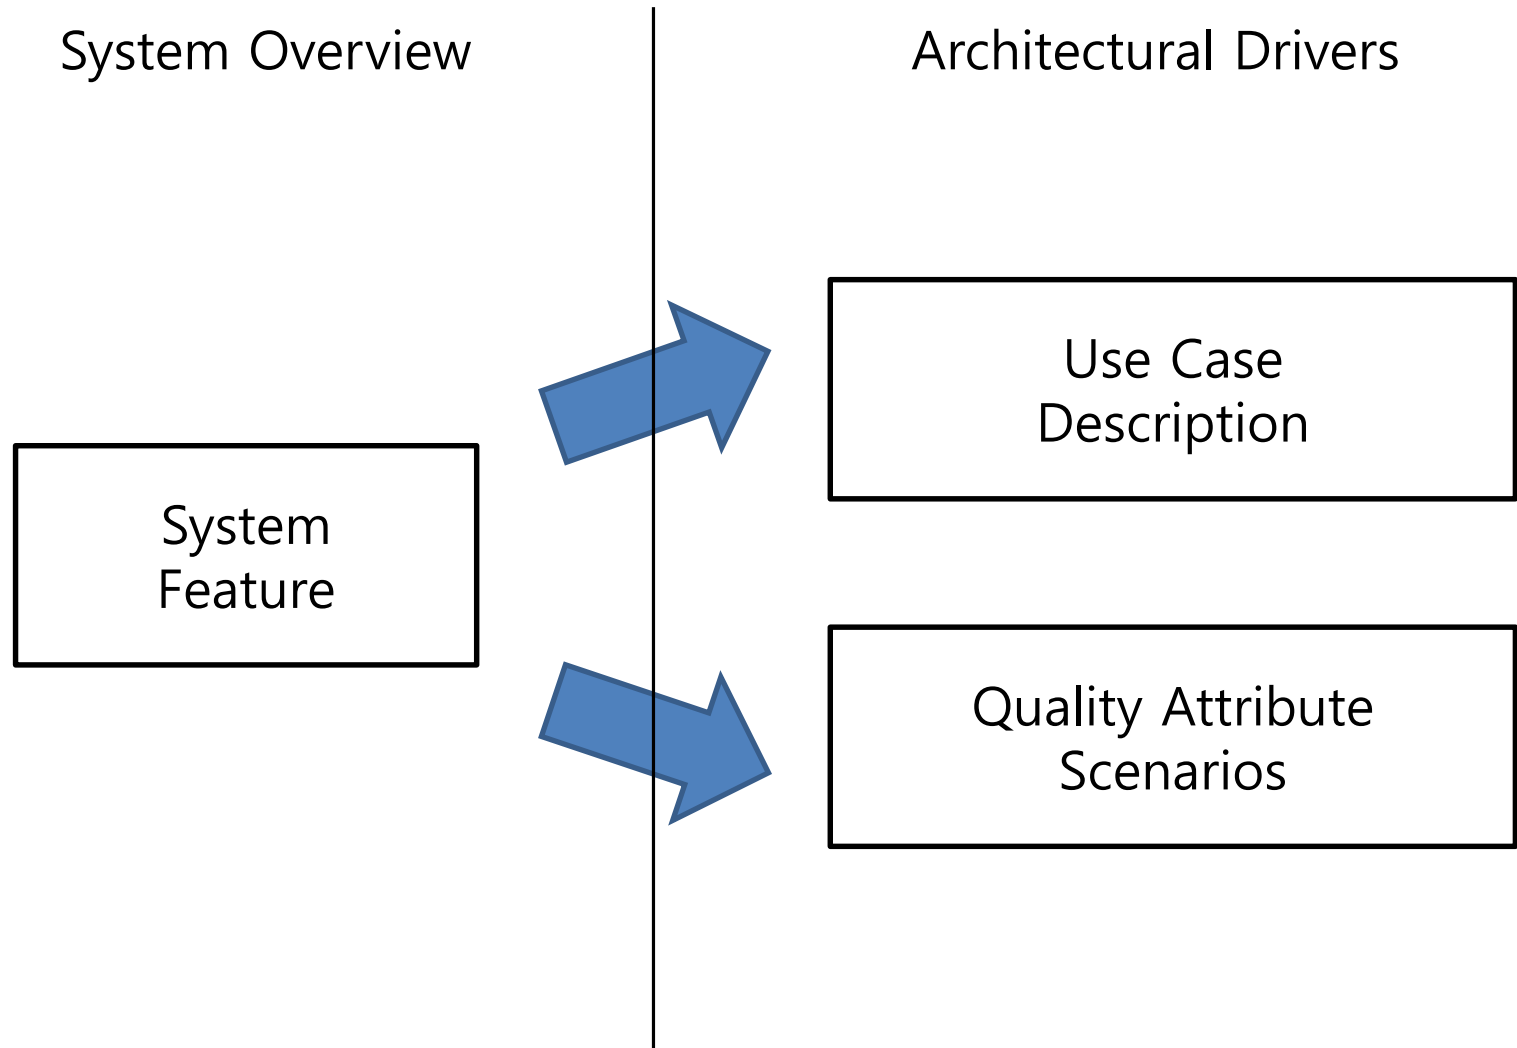 System Overview
Architectural Drivers
Use Case
Description
System
Feature
Quality Attribute
Scenarios